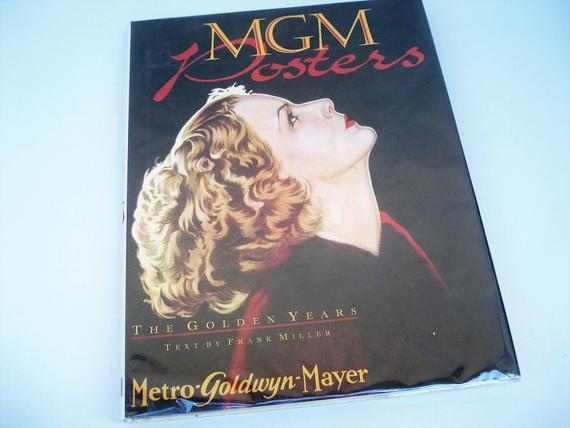 MGM
Posters
THE GOLDEN YEARS
TEXT BY FRANK MILLER
Metro-Goldwyn-Mayer